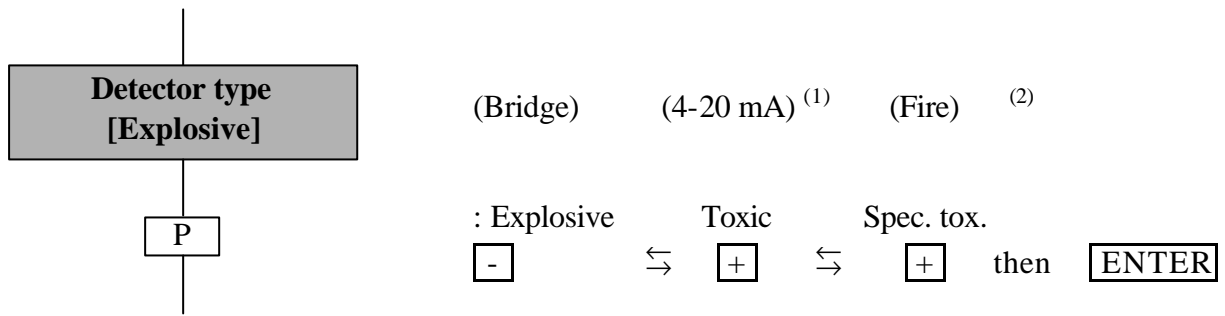 Detector type
[Explosive]
(Bridge) (4-20 mA) (1) (Fire) (2)
P
: Explosive Toxic Spec. tox.
- ⇆ + ⇆ + then ENTER